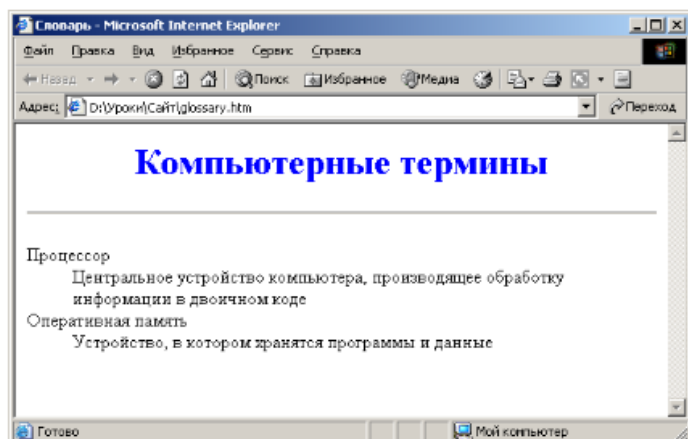 Словарь - Microsoft Internet Explorer
Файл Правка Вид Избранное Сервис Справка
Назад Поиск Избранное Медиа
Адрес: D:\Уроки\Сайт\glossary.htm Переход
Компьютерные термины
Процессор
Центральное устройство компьютера, производящее обработку
информации в двоичном коде
Оперативная память
Устройство, в котором хранятся программы и данные
Готово Мой компьютер